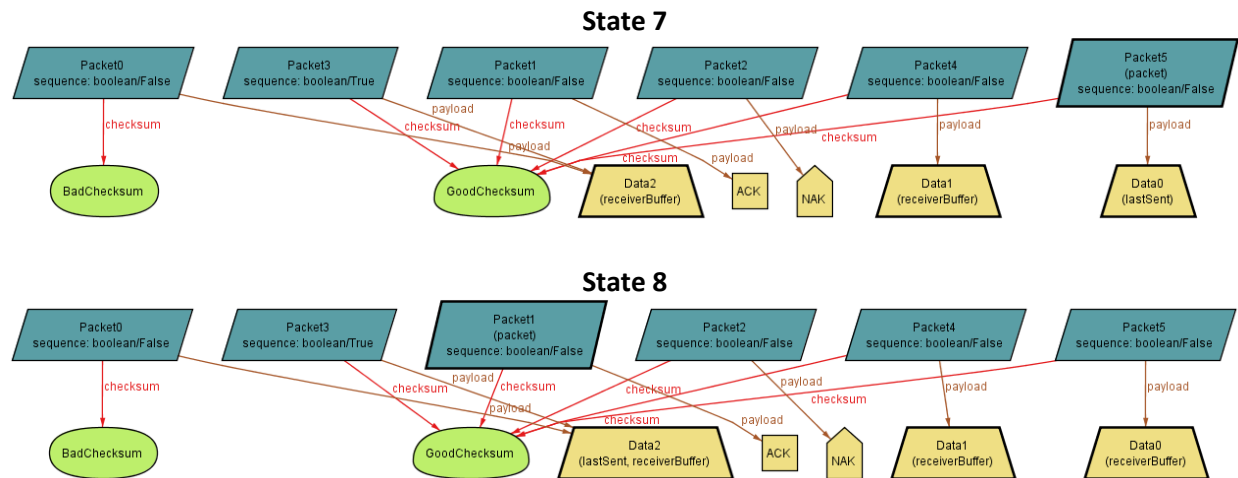 State 7
Packet0
sequence: boolean/False
Packet3
sequence: boolean/True
Packet1
sequence: boolean/False
Packet2
sequence: boolean/False
Packet4
sequence: boolean/False
Packet5
(packet)
sequence: boolean/False
checksum
checksum
payload
payload
checksum
checksum
checksum
payload
payload
payload
checksum
payload
BadChecksum
GoodChecksum
Data2
(receiverBuffer)
ACK
NAK
Data1
(receiverBuffer)
Data0
(lastSent)
State 8
Packet0
sequence: boolean/False
Packet3
sequence: boolean/True
Packet1
(packet)
sequence: boolean/False
Packet2
sequence: boolean/False
Packet4
sequence: boolean/False
Packet5
sequence: boolean/False
checksum
payload
checksum
payload
checksum
checksum
checksum
payload
payload
payload
checksum
payload
BadChecksum
GoodChecksum
Data2
(lastSent, receiverBuffer)
ACK
NAK
Data1
(receiverBuffer)
Data0
(receiverBuffer)